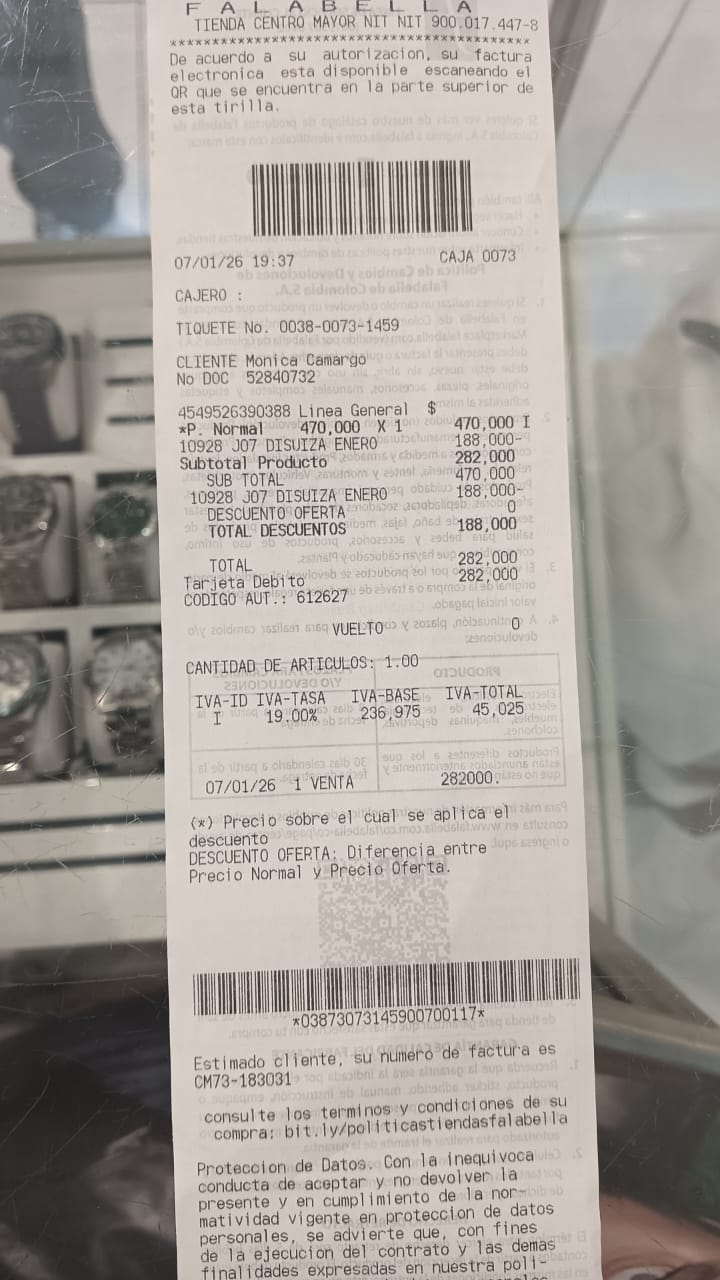 FALABELLA
TIENDA CENTRO MAYOR NIT NIT 900.017.447-8
******************************************
De acuerdo a su autorizacion, su factura
electronica esta disponible escaneando el
QR que se encuentra en la parte superior de
esta tirilla.
07/01/26 19:37 CAJA 0073
CAJERO :
TIQUETE No. 0038-0073-1459
CLIENTE Monica Camargo
No DOC 52840732
4549526390388 Linea General $
*P. Normal 470,000 X 1 470,000 I
10928 J07 DISUIZA ENERO 188,000-
Subtotal Producto 282,000
SUB TOTAL 470,000
10928 J07 DISUIZA ENERO 188,000-
DESCUENTO OFERTA 0
TOTAL DESCUENTOS 188,000
TOTAL 282,000
Tarjeta Debito 282,000
CODIGO AUT.: 612627
VUELTO 0
CANTIDAD DE ARTICULOS: 1.00
IVA-ID IVA-TASA IVA-BASE IVA-TOTAL
I 19.00% 236,975 45,025
07/01/26 1 VENTA 282000.
(*) Precio sobre el cual se aplica el
descuento
DESCUENTO OFERTA: Diferencia entre
Precio Normal y Precio Oferta.
*03873073145900700117*
Estimado cliente, su numero de factura es
CM73-183031
consulte los terminos y condiciones de su
compra: bit.ly/politicastiendasfalabella
Proteccion de Datos. Con la inequivoca
conducta de aceptar y no devolver la
presente y en cumplimiento de la nor-
matividad vigente en proteccion de datos
personales, se advierte que, con fines
de la ejecucion del contrato y las demas
finalidades expresadas en nuestra poli-